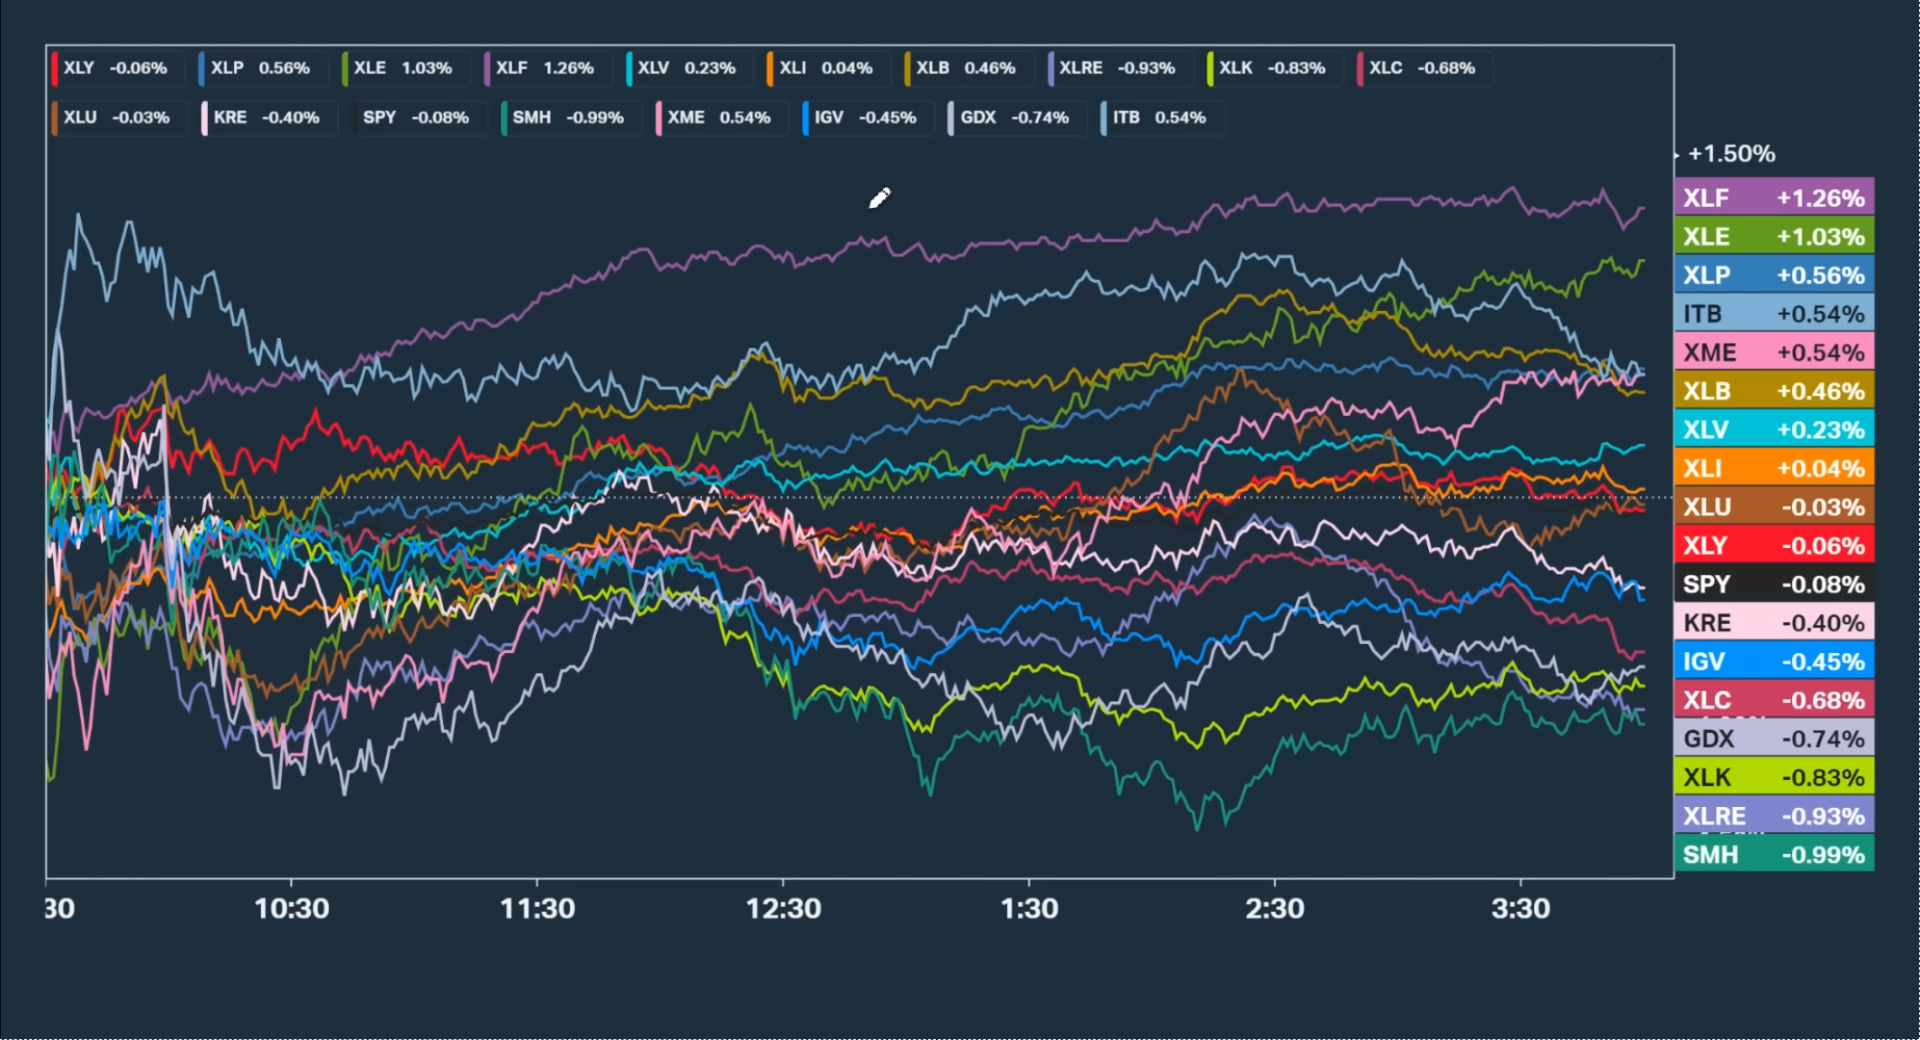 XLY -0.06% XLP 0.56% XLE 1.03% XLF 1.26% XLV 0.23% XLI 0.04% XLB 0.46% XLRE -0.93% XLK -0.83% XLC -0.68%
XLU -0.03% KRE -0.40% SPY -0.08% SMH -0.99% XME 0.54% IGV -0.45% GDX -0.74% ITB 0.54%
+1.50%
XLF +1.26%
XLE +1.03%
XLP +0.56%
ITB +0.54%
XME +0.54%
XLB +0.46%
XLV +0.23%
XLI +0.04%
XLU -0.03%
XLY -0.06%
SPY -0.08%
KRE -0.40%
IGV -0.45%
XLC -0.68%
GDX -0.74%
XLK -0.83%
XLRE -0.93%
SMH -0.99%
30 10:30 11:30 12:30 1:30 2:30 3:30